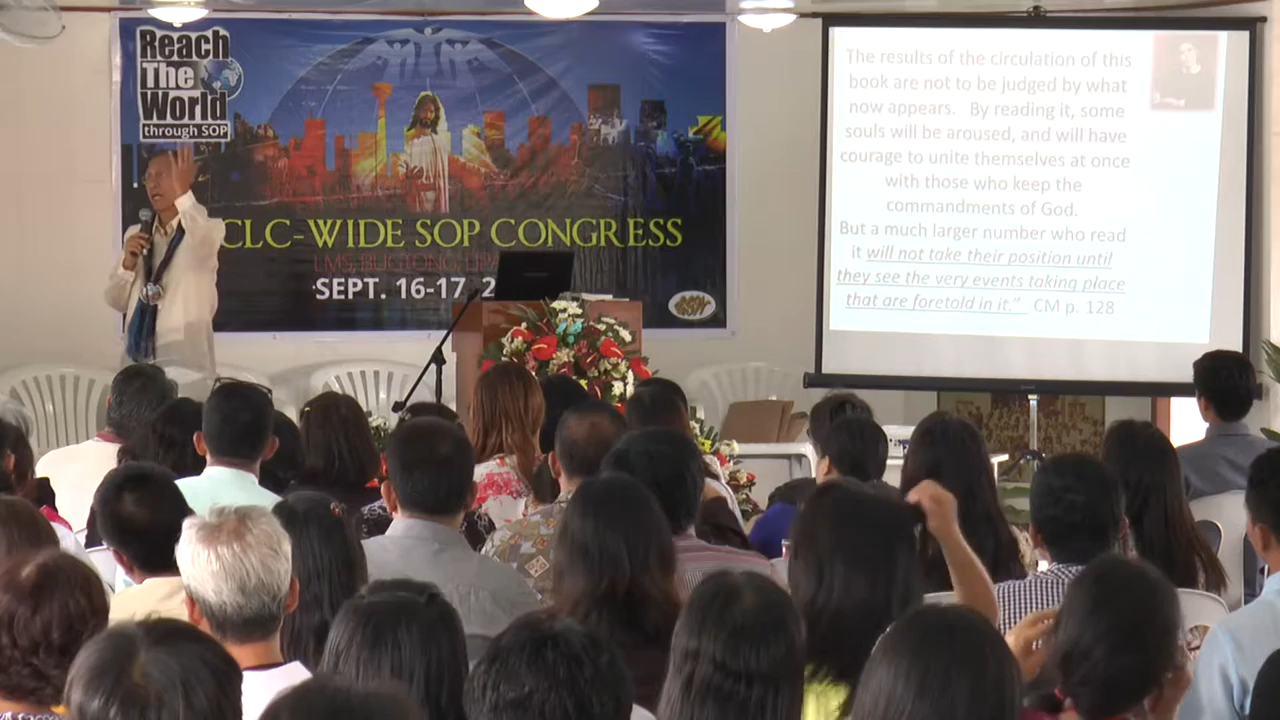 Reach
The
World
through SOP
CLC-WIDE SOP CONGRESS
LMS, BUGTONG, LIPA
SEPT. 16-17, 2
The results of the circulation of this
book are not to be judged by what
now appears. By reading it, some
souls will be aroused, and will have
courage to unite themselves at once
with those who keep the
commandments of God.
But a much larger number who read
it will not take their position until
they see the very events taking place
that are foretold in it." CM p. 128